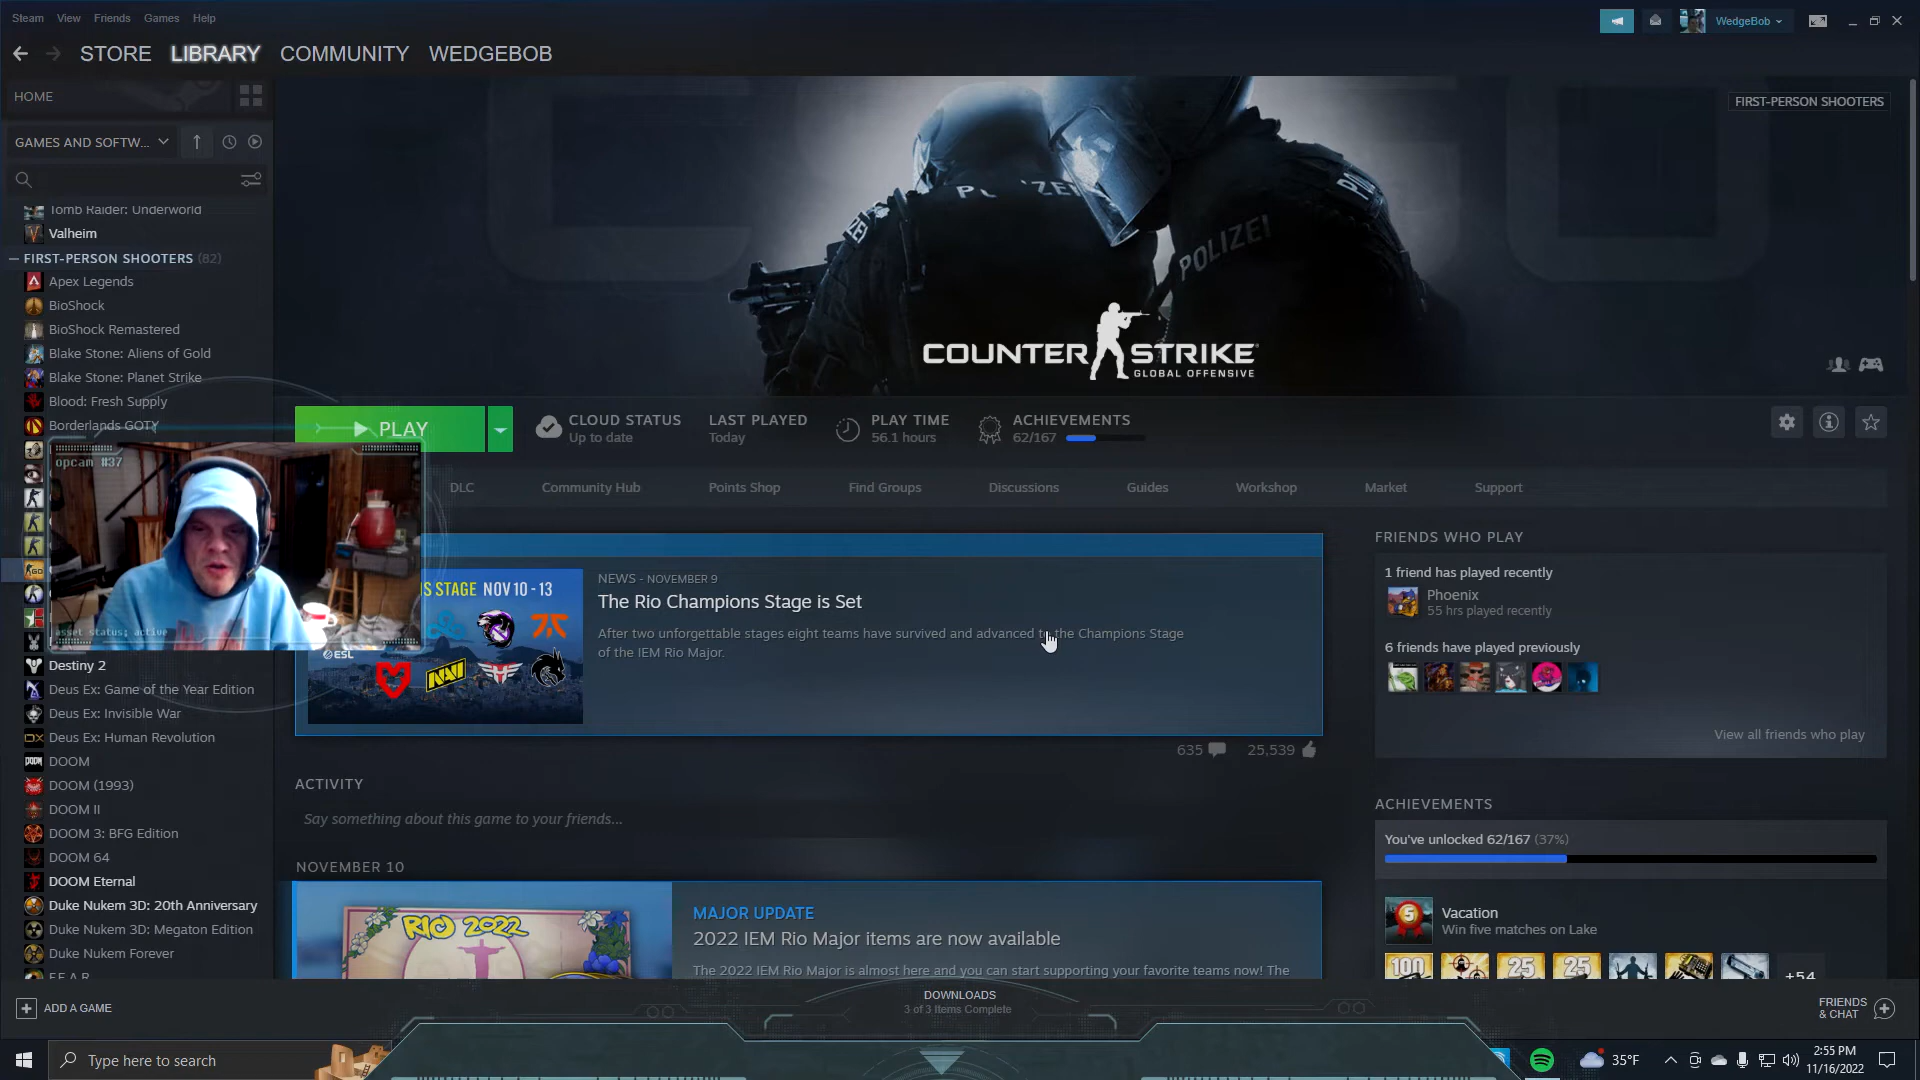 Steam View Friends Games Help
WedgeBob
STORE LIBRARY COMMUNITY WEDGEBOB
HOME
GAMES AND SOFTW...
Tomb Raider: Underworld
Valheim
FIRST-PERSON SHOOTERS (82)
Apex Legends
BioShock
BioShock Remastered
Blake Stone: Aliens of Gold
Blake Stone: Planet Strike
Blood: Fresh Supply
Borderlands GOTY
opcam #37
asset status; active
Destiny 2
Deus Ex: Game of the Year Edition
Deus Ex: Invisible War
Deus Ex: Human Revolution
DOOM
DOOM (1993)
DOOM II
DOOM 3: BFG Edition
DOOM 64
DOOM Eternal
Duke Nukem 3D: 20th Anniversary
Duke Nukem 3D: Megaton Edition
Duke Nukem Forever
F.E.A.R.
ADD A GAME
FIRST-PERSON SHOOTERS
POLIZEI
COUNTER STRIKE
GLOBAL OFFENSIVE
PLAY
CLOUD STATUS
Up to date
LAST PLAYED
Today
PLAY TIME
56.1 hours
ACHIEVEMENTS
62/167
DLC Community Hub Points Shop Find Groups Discussions Guides Workshop Market Support
STAGE NOV 10 - 13
ESL
NAVI
NEWS - NOVEMBER 9
The Rio Champions Stage is Set
After two unforgettable stages eight teams have survived and advanced to the Champions Stage
of the IEM Rio Major.
635 25,539
ACTIVITY
Say something about this game to your friends...
NOVEMBER 10
RIO 2022
MAJOR UPDATE
2022 IEM Rio Major items are now available
The 2022 IEM Rio Major is almost here and you can start supporting your favorite teams now! The
FRIENDS WHO PLAY
1 friend has played recently
Phoenix
55 hrs played recently
6 friends have played previously
View all friends who play
ACHIEVEMENTS
You've unlocked 62/167 (37%)
5
Vacation
Win five matches on Lake
100 25 25 +54
DOWNLOADS
3 of 3 Items Complete
FRIENDS
& CHAT
Type here to search
35°F
2:55 PM
11/16/2022